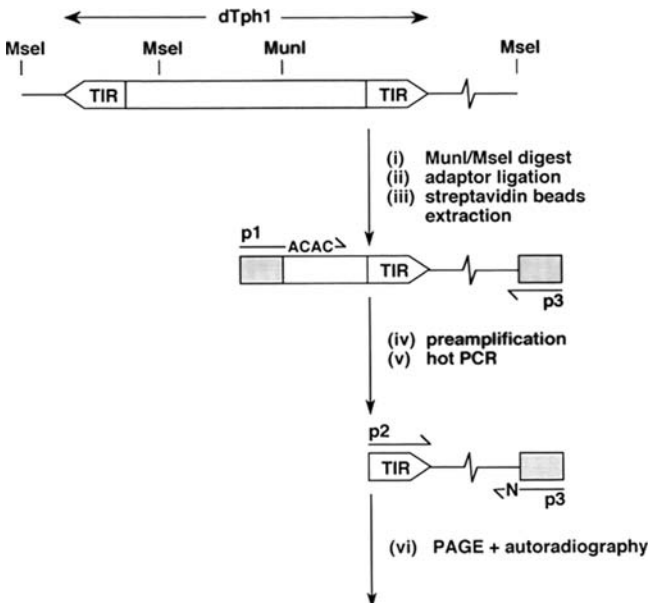 dTph1
MseI MseI MunI MseI
TIR TIR
(i) MunI/MseI digest
(ii) adaptor ligation
(iii) streptavidin beads
extraction
p1
ACAC
TIR
p3
(iv) preamplification
(v) hot PCR
p2
TIR
N p3
(vi) PAGE + autoradiography